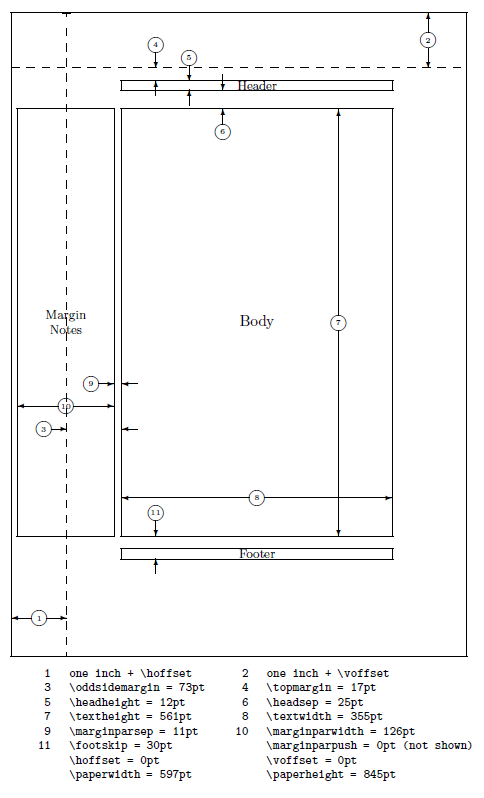 2
4
5
Header
6
Margin
Notes
Body
7
9
10
3
8
11
Footer
1
1 one inch + \hoffset 2 one inch + \voffset
3 \oddsidemargin = 73pt 4 \topmargin = 17pt
5 \headheight = 12pt 6 \headsep = 25pt
7 \textheight = 561pt 8 \textwidth = 355pt
9 \marginparsep = 11pt 10 \marginparwidth = 126pt
11 \footskip = 30pt \marginparpush = 0pt (not shown)
\hoffset = 0pt \voffset = 0pt
\paperwidth = 597pt \paperheight = 845pt